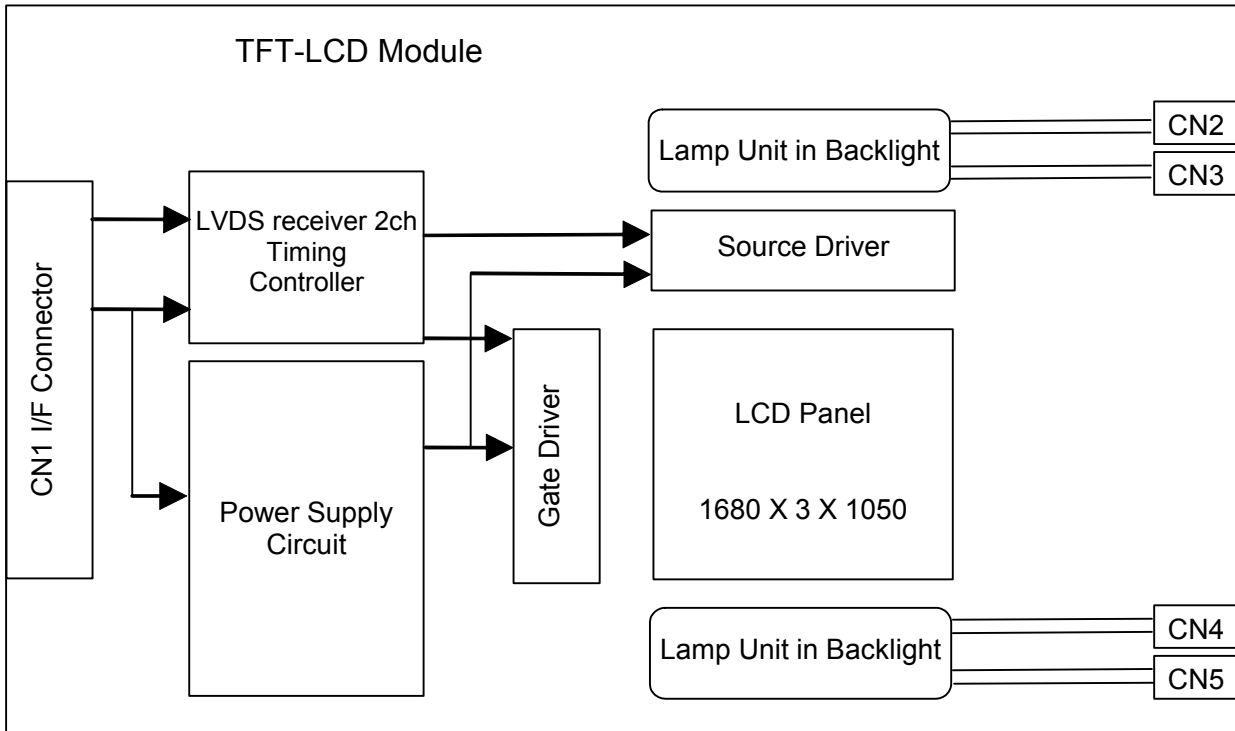 TFT-LCD Module
Lamp Unit in Backlight
CN2
CN3
CN1 I/F Connector
LVDS receiver 2ch
Timing
Controller
Source Driver
Power Supply
Circuit
Gate Driver
LCD Panel
1680 X 3 X 1050
Lamp Unit in Backlight
CN4
CN5